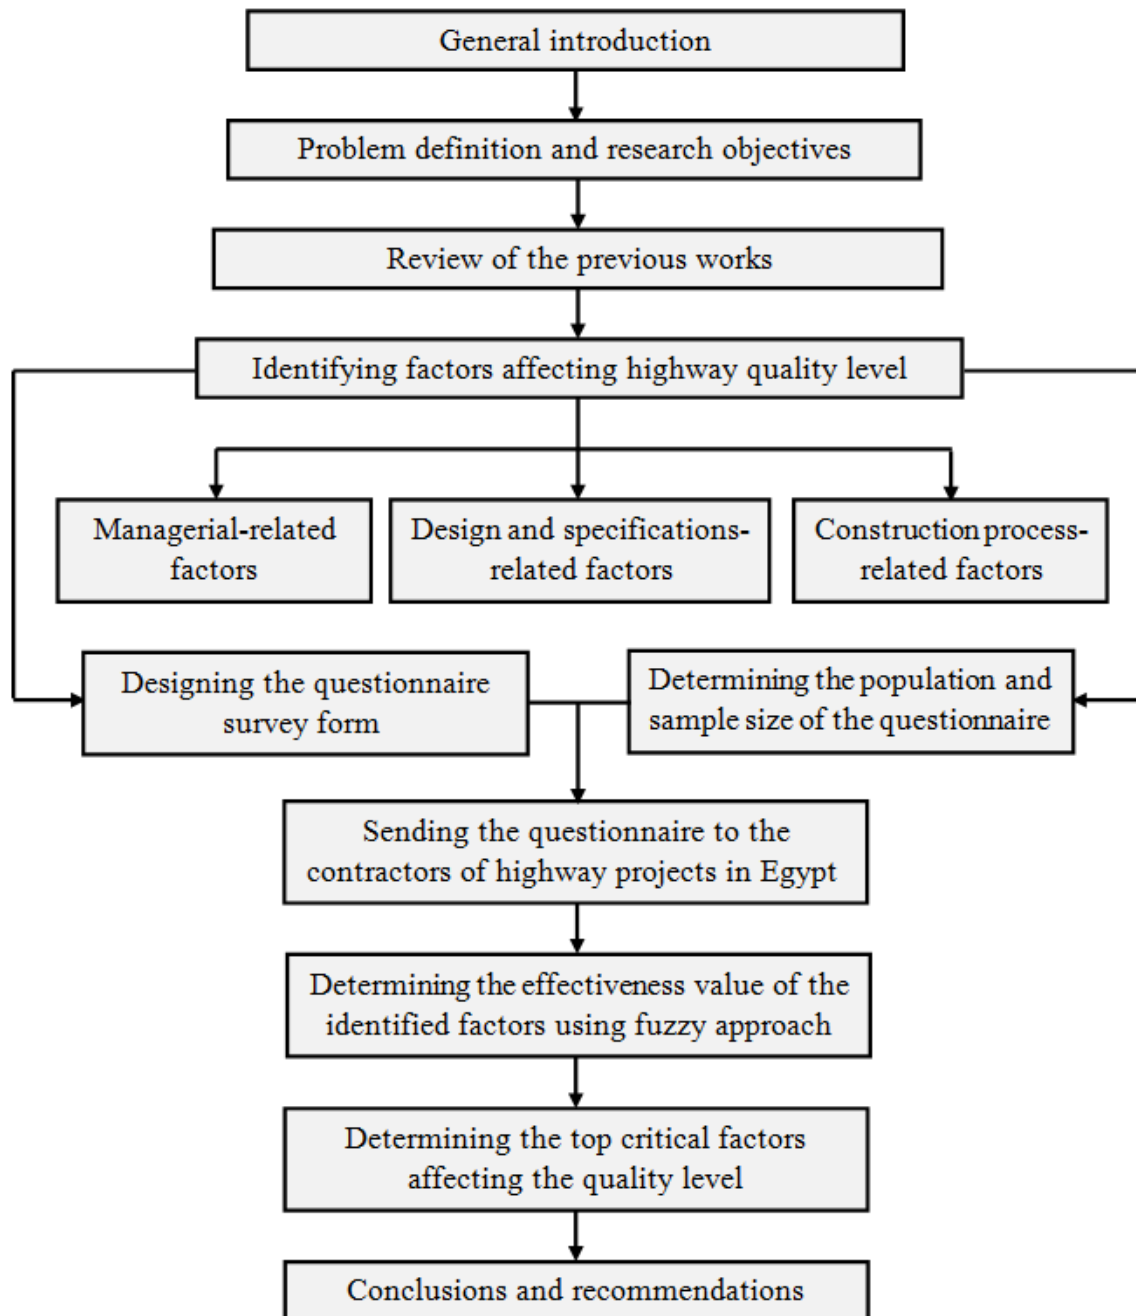 General introduction
Problem definition and research objectives
Review of the previous works
Identifying factors affecting highway quality level
Managerial-related
factors
Design and specifications-
related factors
Construction process-
related factors
Designing the questionnaire
survey form
Determining the population and
sample size of the questionnaire
Sending the questionnaire to the
contractors of highway projects in Egypt
Determining the effectiveness value of the
identified factors using fuzzy approach
Determining the top critical factors
affecting the quality level
Conclusions and recommendations